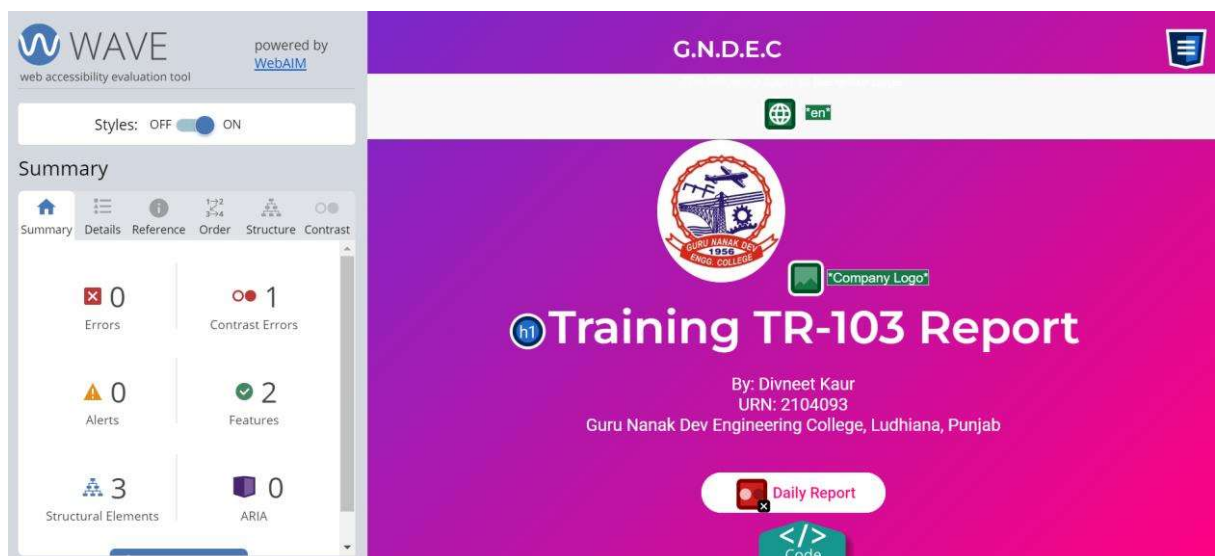 WAVE
web accessibility evaluation tool
powered by
WebAIM
Styles: OFF ON
Summary
Summary Details Reference Order Structure Contrast
0
Errors
1
Contrast Errors
0
Alerts
2
Features
3
Structural Elements
0
ARIA
G.N.D.E.C
*en*
GURU NANAK DEV
1956
ENGG. COLLEGE
*Company Logo*
h1
Training TR-103 Report
By: Divneet Kaur
URN: 2104093
Guru Nanak Dev Engineering College, Ludhiana, Punjab
Daily Report
</>
Code